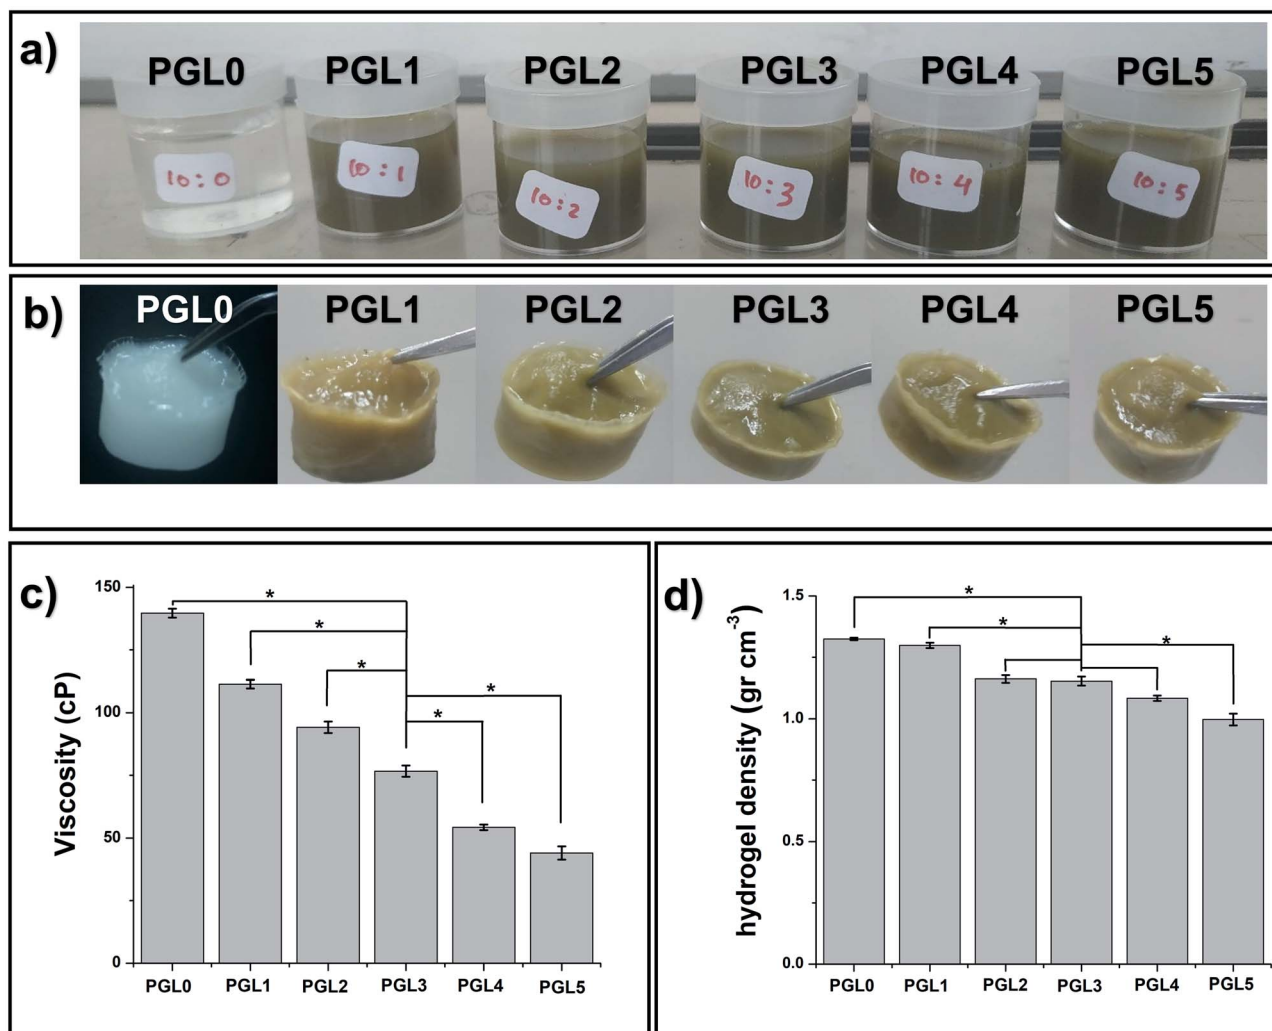 a)
PGL0 PGL1 PGL2 PGL3 PGL4 PGL5
10:0 10:1 10:2 10:3 10:4 10:5
b)
PGL0 PGL1 PGL2 PGL3 PGL4 PGL5
c)
Viscosity (cP)
150
100
50
0
* * * * *
PGL0 PGL1 PGL2 PGL3 PGL4 PGL5
d)
hydrogel density (gr cm⁻³)
1.5
1.0
0.5
0.0
* * *
PGL0 PGL1 PGL2 PGL3 PGL4 PGL5